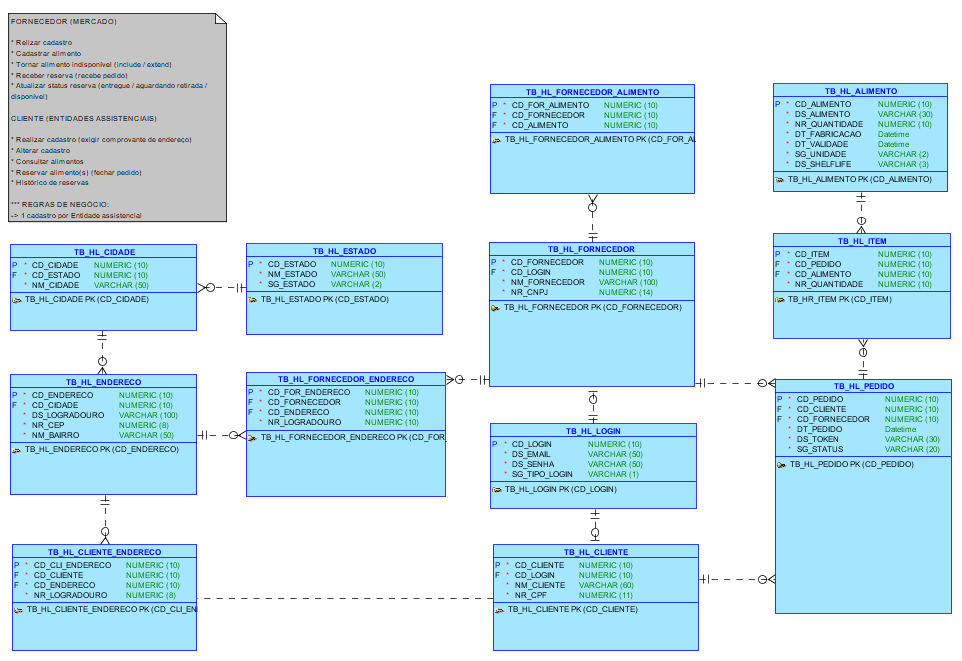 FORNECEDOR (MERCADO)
* Relizar cadastro
* Cadastrar alimento
* Tornar alimento indisponível (include / extend)
* Receber reserva (recebe pedido)
* Atualizar status reserva (entregue / aguardando retirada /
disponível)
CLIENTE (ENTIDADES ASSISTENCIAIS)
* Realizar cadastro (exigir comprovante de endereço)
* Alterar cadastro
* Consultar alimentos
* Reservar alimento(s) (fechar pedido)
* Histórico de reservas
*** REGRAS DE NEGÓCIO:
-> 1 cadastro por Entidade assistencial
TB_HL_FORNECEDOR_ALIMENTO
P * CD_FOR_ALIMENTO NUMERIC (10)
F * CD_FORNECEDOR NUMERIC (10)
F * CD_ALIMENTO NUMERIC (10)
TB_HL_FORNECEDOR_ALIMENTO PK (CD_FOR_AL
TB_HL_ALIMENTO
P * CD_ALIMENTO NUMERIC (10)
* DS_ALIMENTO VARCHAR (30)
* NR_QUANTIDADE NUMERIC (10)
* DT_FABRICACAO Datetime
* DT_VALIDADE Datetime
* SG_UNIDADE VARCHAR (2)
* DS_SHELFLIFE VARCHAR (3)
TB_HL_ALIMENTO PK (CD_ALIMENTO)
TB_HL_CIDADE
P * CD_CIDADE NUMERIC (10)
F * CD_ESTADO NUMERIC (10)
* NM_CIDADE VARCHAR (50)
TB_HL_CIDADE PK (CD_CIDADE)
TB_HL_ESTADO
P * CD_ESTADO NUMERIC (10)
* NM_ESTADO VARCHAR (50)
* SG_ESTADO VARCHAR (2)
TB_HL_ESTADO PK (CD_ESTADO)
TB_HL_FORNECEDOR
P * CD_FORNECEDOR NUMERIC (10)
F * CD_LOGIN NUMERIC (10)
* NM_FORNECEDOR VARCHAR (100)
* NR_CNPJ NUMERIC (14)
TB_HL_FORNECEDOR PK (CD_FORNECEDOR)
TB_HL_ITEM
P * CD_ITEM NUMERIC (10)
F * CD_PEDIDO NUMERIC (10)
F * CD_ALIMENTO NUMERIC (10)
* NR_QUANTIDADE NUMERIC (10)
TB_HR_ITEM PK (CD_ITEM)
TB_HL_ENDERECO
P * CD_ENDERECO NUMERIC (10)
F * CD_CIDADE NUMERIC (10)
* DS_LOGRADOURO VARCHAR (100)
* NR_CEP NUMERIC (8)
* NM_BAIRRO VARCHAR (50)
TB_HL_ENDERECO PK (CD_ENDERECO)
TB_HL_FORNECEDOR_ENDERECO
P * CD_FOR_ENDERECO NUMERIC (10)
F * CD_FORNECEDOR NUMERIC (10)
F * CD_ENDERECO NUMERIC (10)
* NR_LOGRADOURO NUMERIC (10)
TB_HL_FORNECEDOR_ENDERECO PK (CD_FOR
TB_HL_LOGIN
P * CD_LOGIN NUMERIC (10)
* DS_EMAIL VARCHAR (50)
* DS_SENHA VARCHAR (50)
* SG_TIPO_LOGIN VARCHAR (1)
TB_HL_LOGIN PK (CD_LOGIN)
TB_HL_PEDIDO
P * CD_PEDIDO NUMERIC (10)
F * CD_CLIENTE NUMERIC (10)
F * CD_FORNECEDOR NUMERIC (10)
* DT_PEDIDO Datetime
* DS_TOKEN VARCHAR (30)
* SG_STATUS VARCHAR (20)
TB_HL_PEDIDO PK (CD_PEDIDO)
TB_HL_CLIENTE_ENDERECO
P * CD_CLI_ENDERECO NUMERIC (10)
F * CD_CLIENTE NUMERIC (10)
F * CD_ENDERECO NUMERIC (10)
* NR_LOGRADOURO NUMERIC (8)
TB_HL_CLIENTE_ENDERECO PK (CD_CLI_EN
TB_HL_CLIENTE
P * CD_CLIENTE NUMERIC (10)
F * CD_LOGIN NUMERIC (10)
* NM_CLIENTE VARCHAR (60)
* NR_CPF NUMERIC (11)
TB_HL_CLIENTE PK (CD_CLIENTE)